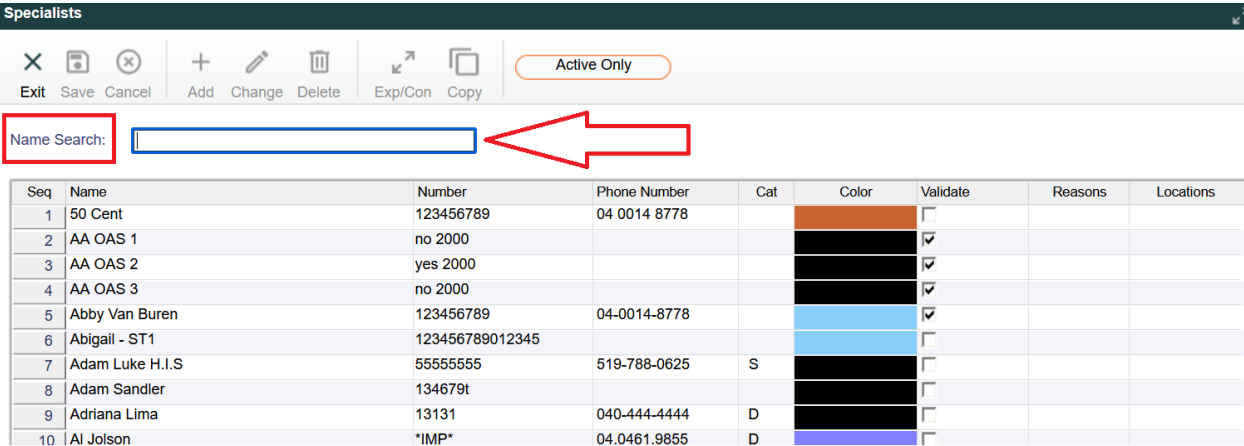 Specialists
Exit Save Cancel Add Change Delete Exp/Con Copy Active Only
Name Search:
Seq Name Number Phone Number Cat Color Validate Reasons Locations
1 50 Cent 123456789 04 0014 8778
2 AA OAS 1 no 2000
3 AA OAS 2 yes 2000
4 AA OAS 3 no 2000
5 Abby Van Buren 123456789 04-0014-8778
6 Abigail - ST1 123456789012345
7 Adam Luke H.I.S 55555555 519-788-0625 S
8 Adam Sandler 134679t
9 Adriana Lima 13131 040-444-4444 D
10 Al Jolson *IMP* 04.0461.9855 D